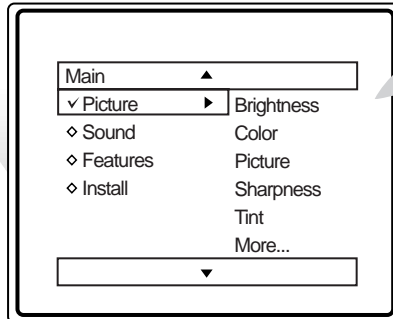 Main
Picture Brightness
Sound Color
Features Picture
Install Sharpness
Tint
More...